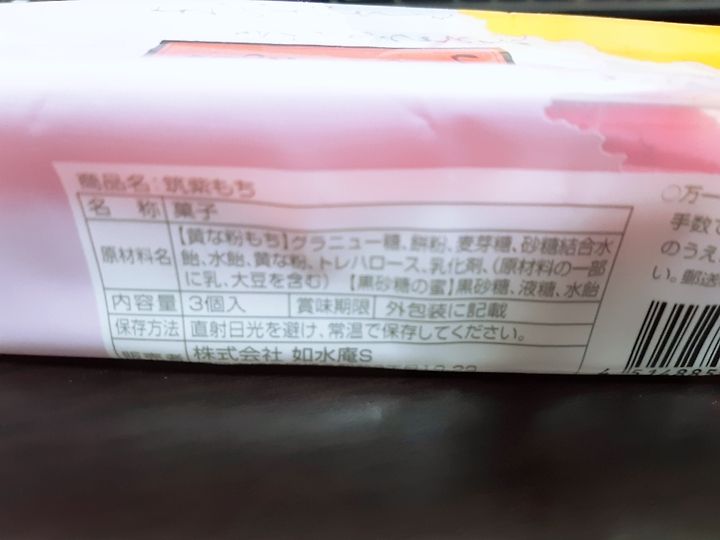 商品名：筑紫もち
名称 菓子
原材料名 【黄な粉もち】グラニュー糖、餅粉、麦芽糖、砂糖結合水
飴、水飴、黄な粉、トレハロース、乳化剤、(原材料の一部
に乳、大豆を含む) 【黒砂糖の蜜】黒砂糖、液糖、水飴
内容量 3個入 賞味期限 外包装に記載
保存方法 直射日光を避け、常温で保存してください。
販売者 株式会社 如水庵S
○万一
手数で
のうえ
い。郵送